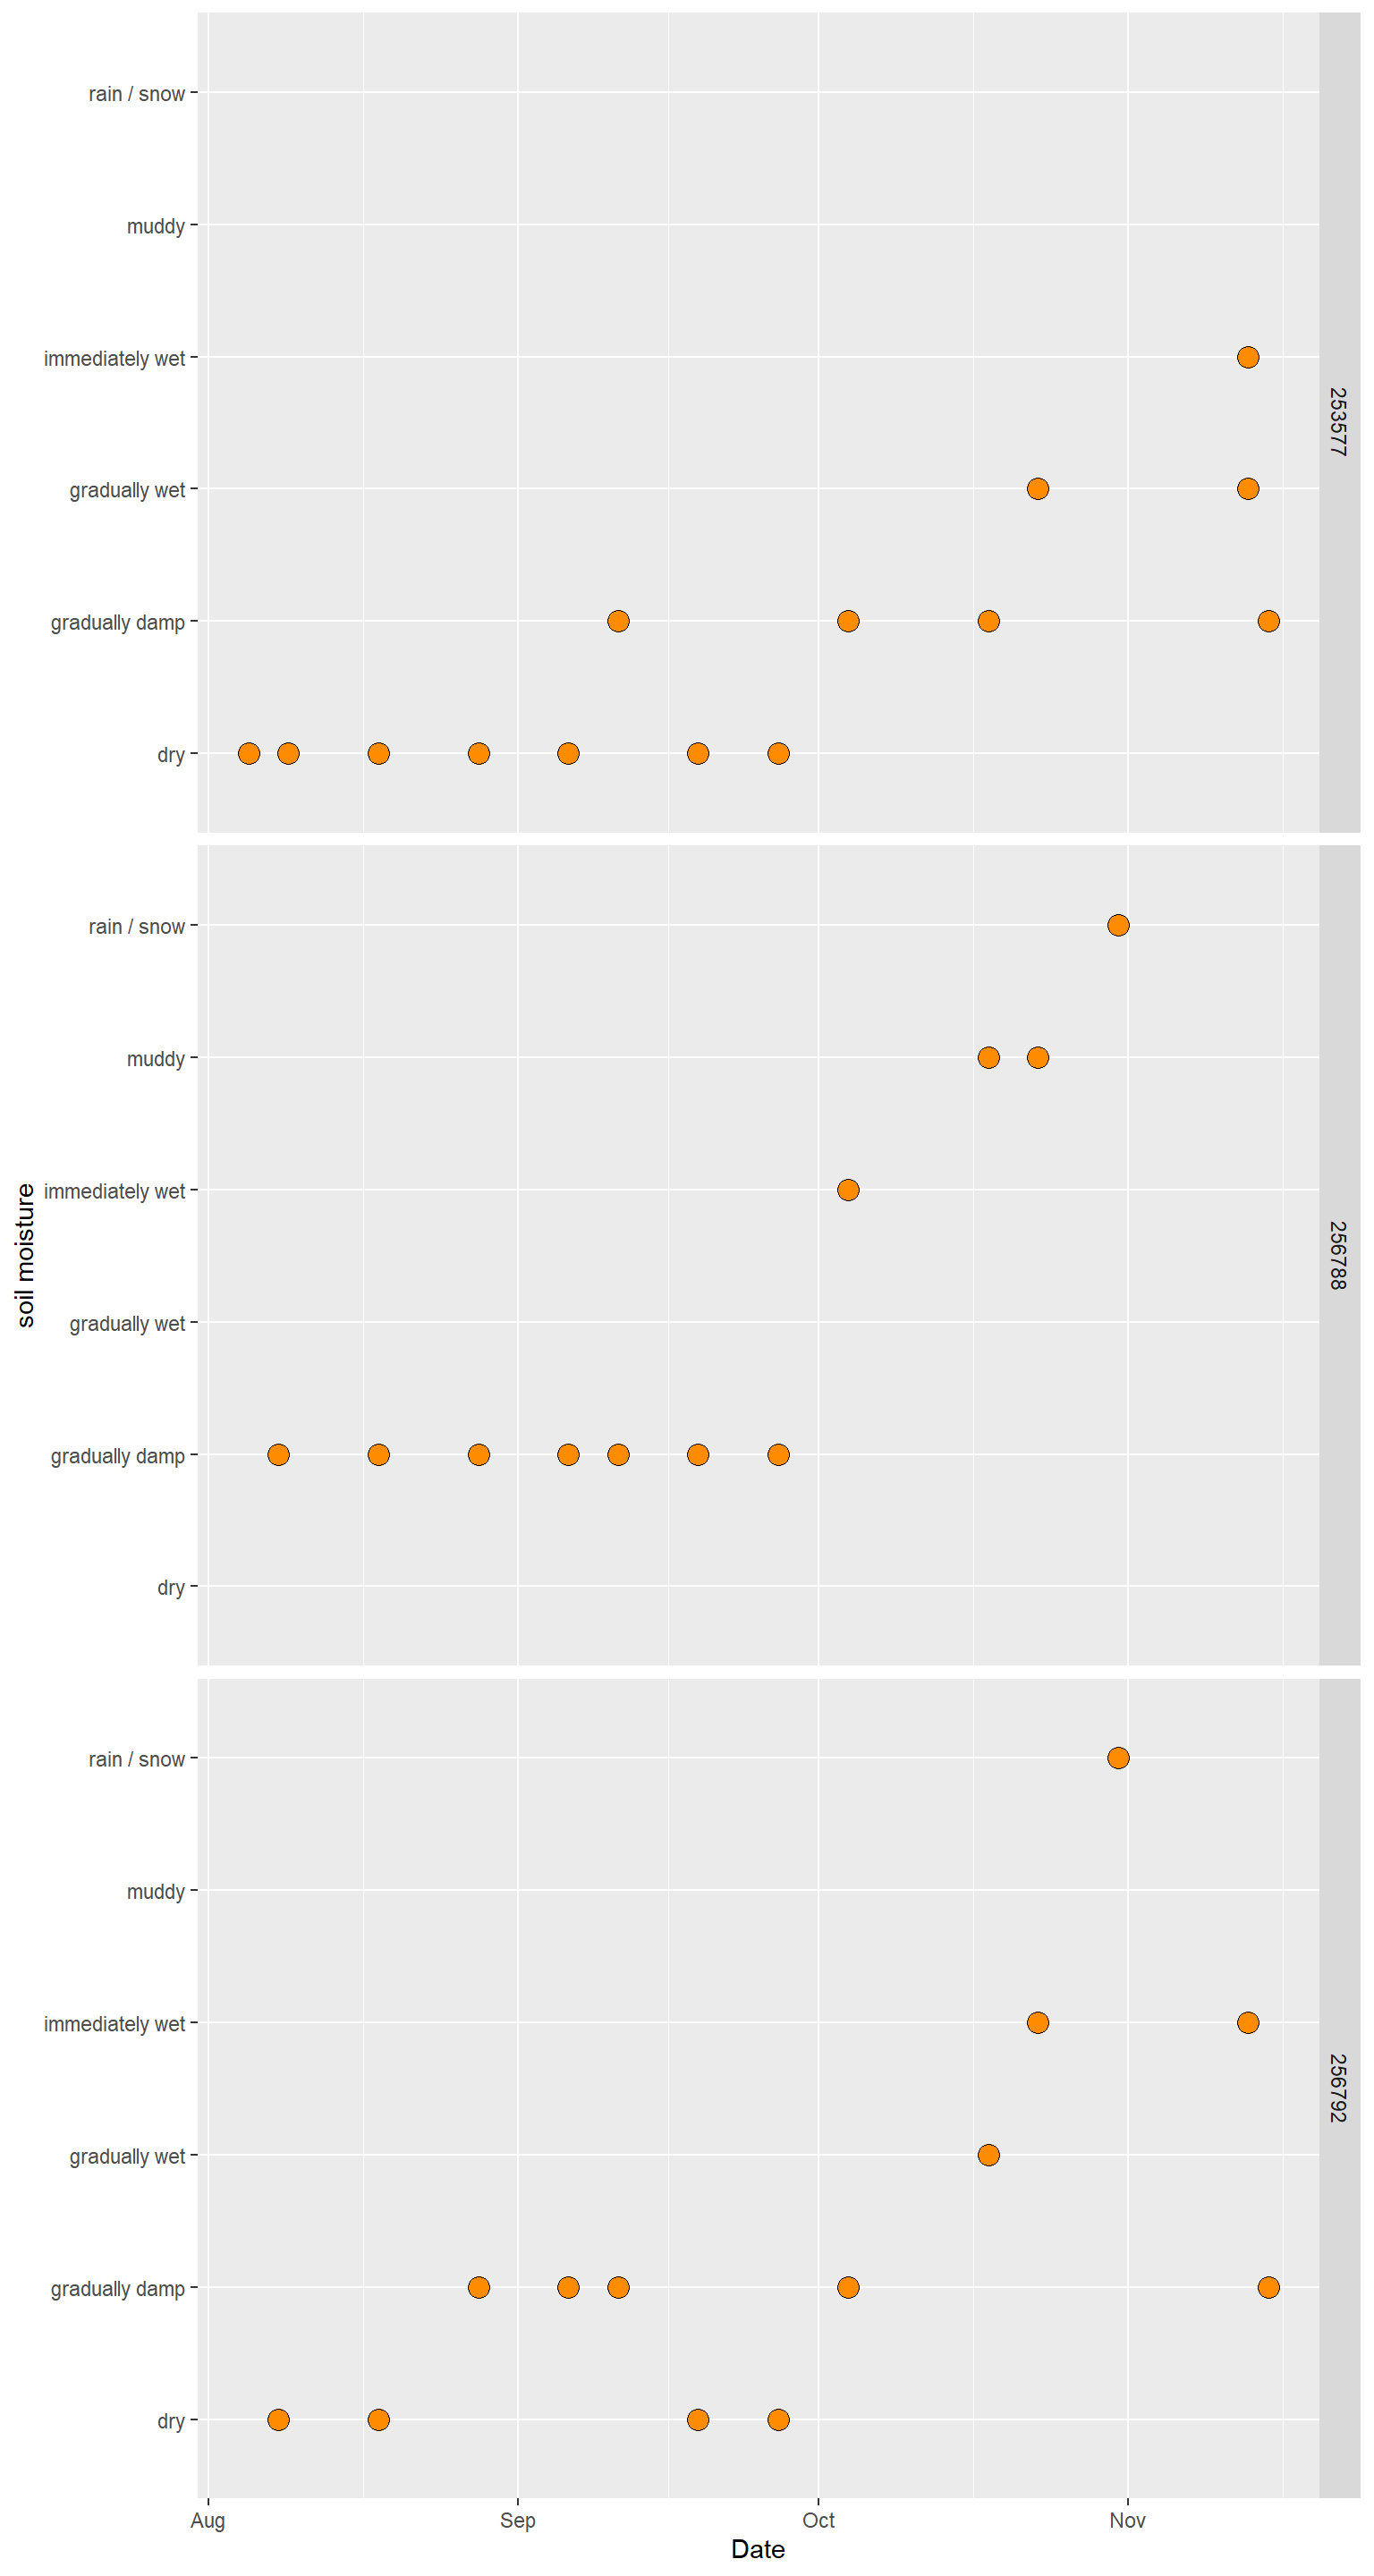 rain / snow
muddy
immediately wet
gradually wet
gradually damp
dry
253577
soil moisture
rain / snow
muddy
immediately wet
gradually wet
gradually damp
dry
256788
rain / snow
muddy
immediately wet
gradually wet
gradually damp
dry
256792
Aug Sep Oct Nov
Date